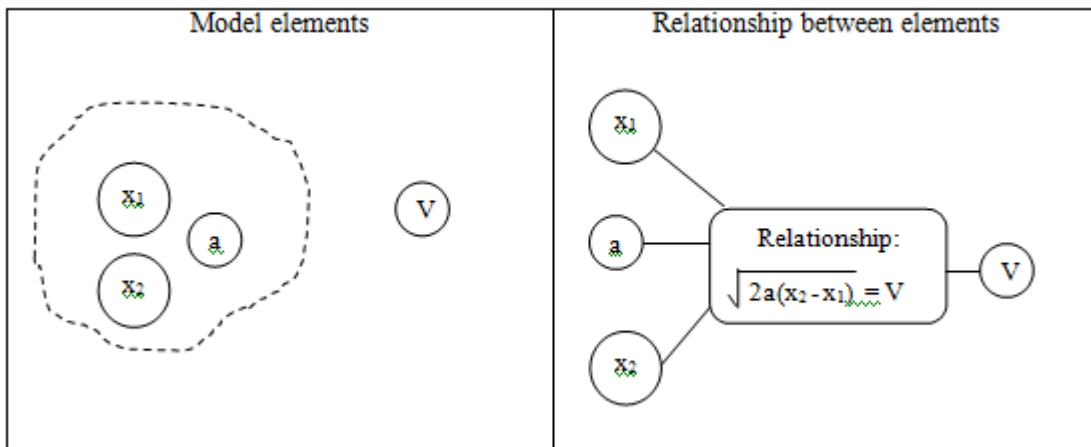 Model elements
x₁
a
x₂
V
Relationship between elements
x₁
a
x₂
Relationship:
√2a(x₂ - x₁) = V
V